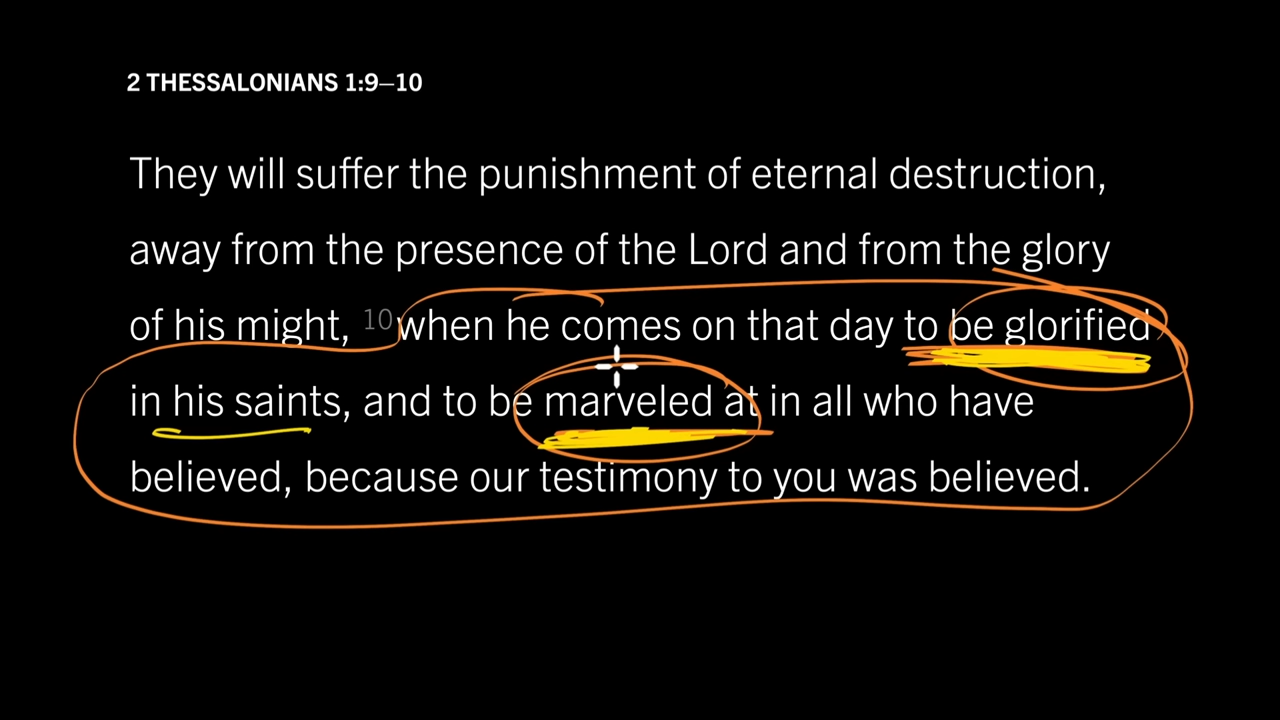 2 THESSALONIANS 1:9–10
They will suffer the punishment of eternal destruction,
away from the presence of the Lord and from the glory
of his might, 10 when he comes on that day to be glorified
in his saints, and to be marveled at in all who have
believed, because our testimony to you was believed.